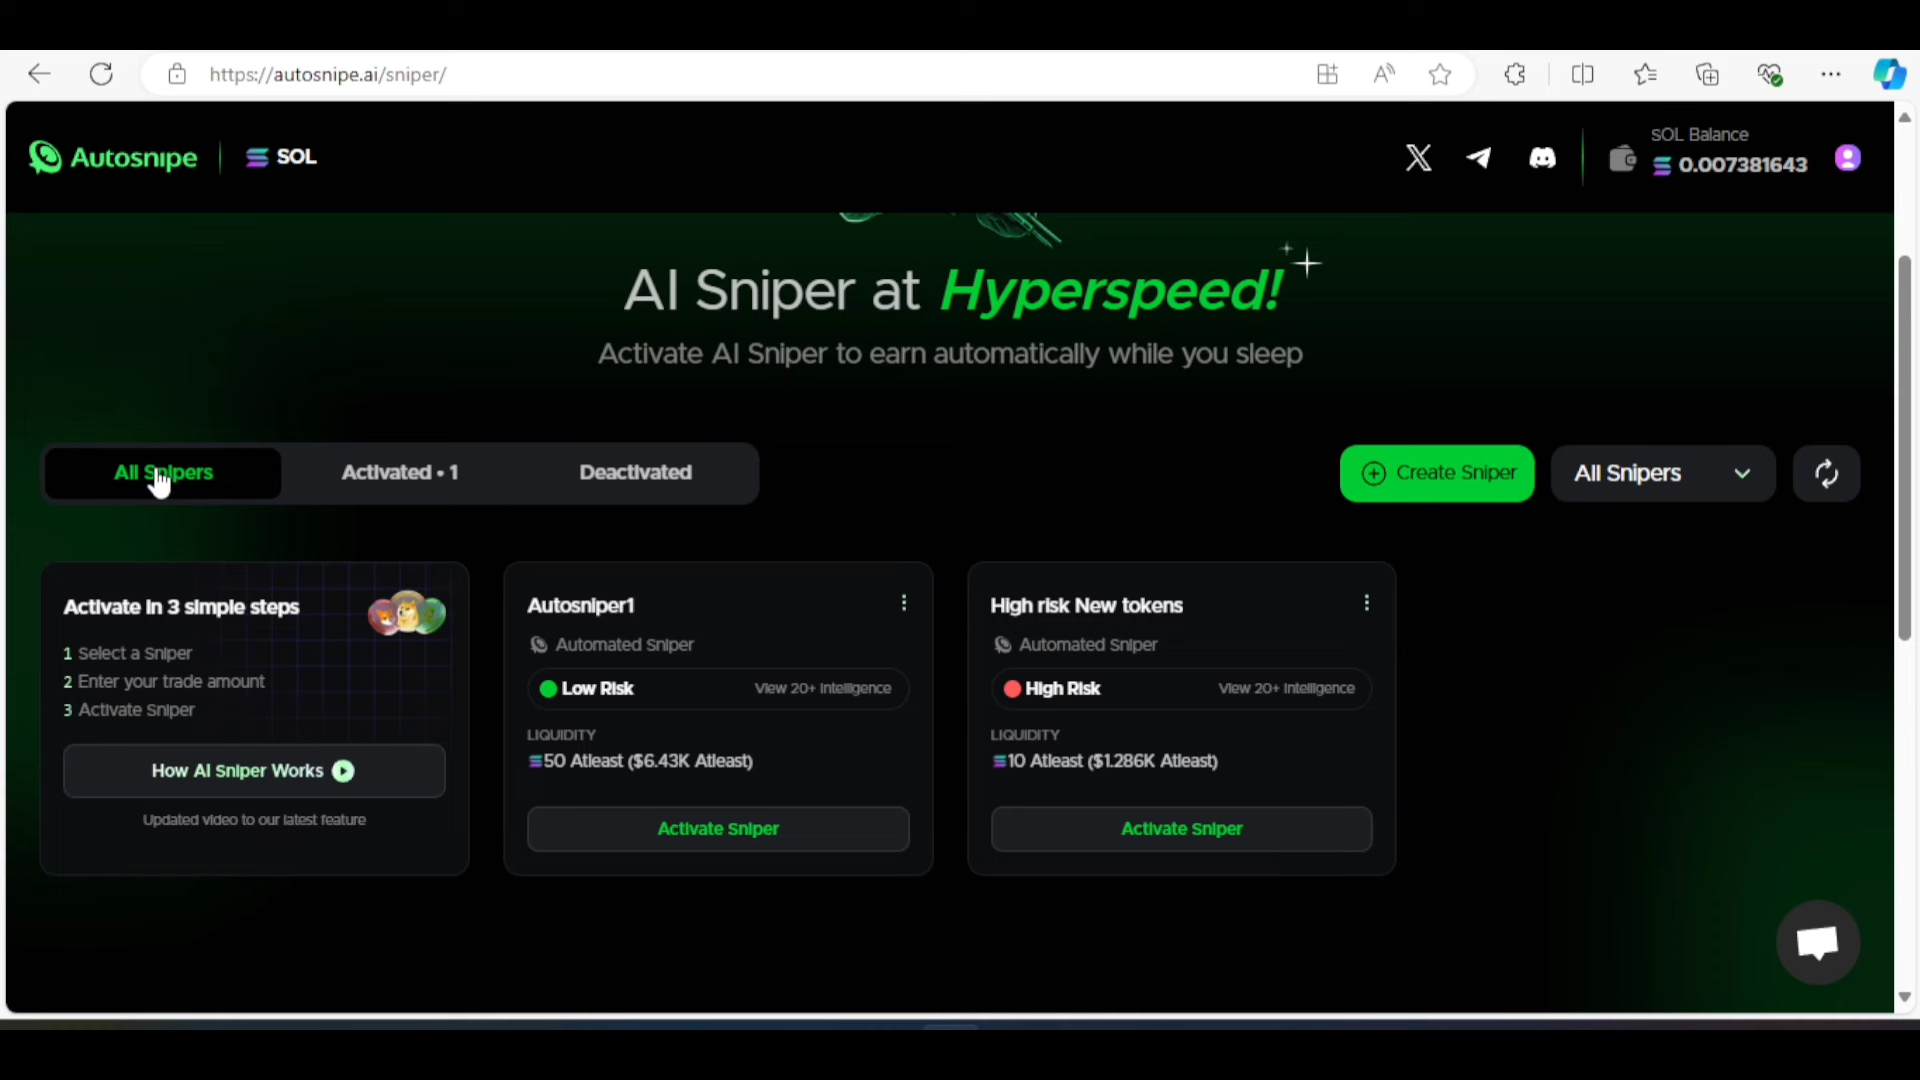 https://autosnipe.ai/sniper/
Autosnipe
SOL
SOL Balance
0.007381643
AI Sniper at Hyperspeed!
Activate AI Sniper to earn automatically while you sleep
All Snipers
Activated • 1
Deactivated
Create Sniper
All Snipers
Activate in 3 simple steps
1 Select a Sniper
2 Enter your trade amount
3 Activate Sniper
How AI Sniper Works
Updated video to our latest feature
Autosniper1
Automated Sniper
Low Risk
View 20+ Intelligence
LIQUIDITY
50 Atleast ($6.43K Atleast)
Activate Sniper
High risk New tokens
Automated Sniper
High Risk
View 20+ Intelligence
LIQUIDITY
10 Atleast ($1.286K Atleast)
Activate Sniper